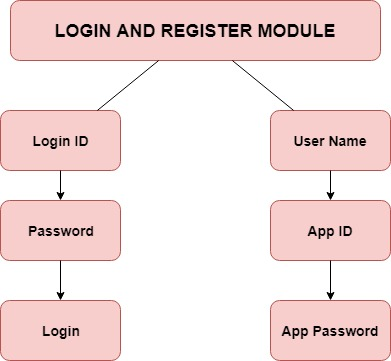 LOGIN AND REGISTER MODULE
Login ID
User Name
Password
App ID
Login
App Password